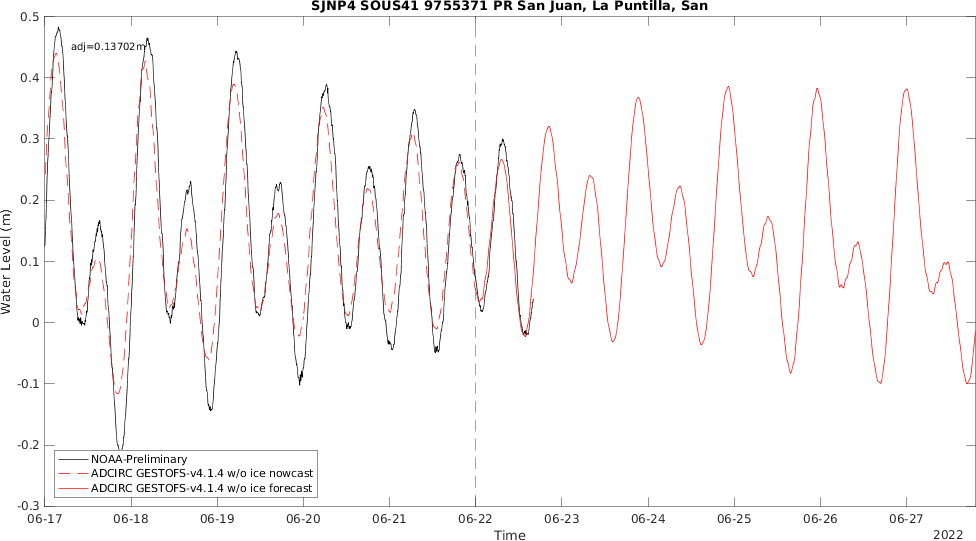 SJNP4 SOUS41 9755371 PR San Juan, La Puntilla, San
adj=0.13702m
0.5
0.4
0.3
0.2
0.1
0
-0.1
-0.2
-0.3
Water Level (m)
NOAA-Preliminary
ADCIRC GESTOFS-v4.1.4 w/o ice nowcast
ADCIRC GESTOFS-v4.1.4 w/o ice forecast
06-17 06-18 06-19 06-20 06-21 06-22 06-23 06-24 06-25 06-26 06-27
Time
2022